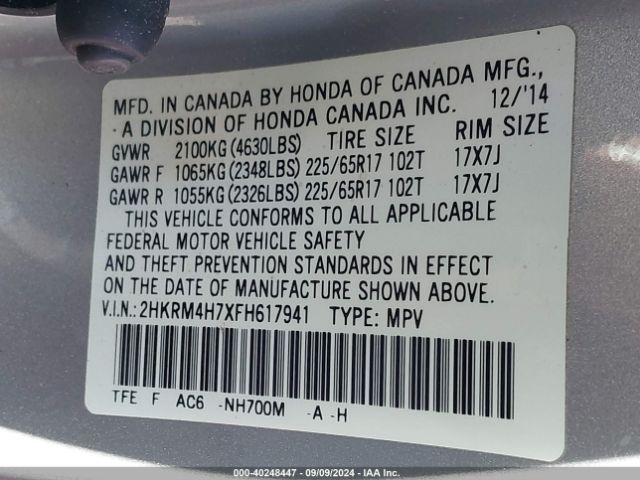 MFD. IN CANADA BY HONDA OF CANADA MFG.,
- A DIVISION OF HONDA CANADA INC. 12/'14
GVWR 2100KG(4630LBS) TIRE SIZE RIM SIZE
GAWR F 1065KG(2348LBS) 225/65R17 102T 17X7J
GAWR R 1055KG(2326LBS) 225/65R17 102T 17X7J
THIS VEHICLE CONFORMS TO ALL APPLICABLE
FEDERAL MOTOR VEHICLE SAFETY
AND THEFT PREVENTION STANDARDS IN EFFECT
ON THE DATE OF MANUFACTURE SHOWN ABOVE.
V.I.N.:2HKRM4H7XFH617941 TYPE: MPV
TFE F AC6 -NH700M -A -H
000-40248447 - 09/09/2024 - IAA Inc.